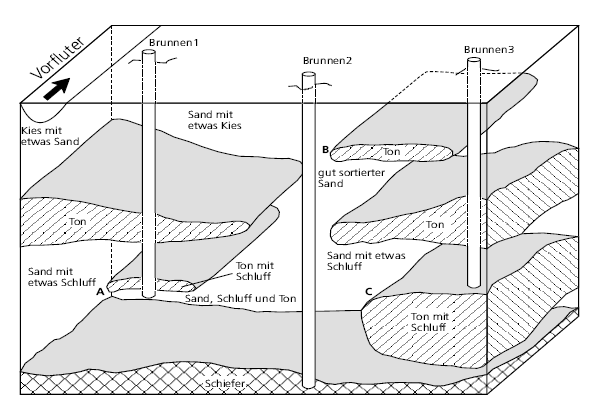 Vorfluter
Brunnen1
Brunnen2
Brunnen3
Kies mit
etwas Sand
Sand mit
etwas Kies
B
Ton
gut sortierter
Sand
Ton
Ton
Sand mit
etwas Schluff
Sand mit etwas
Schluff
Ton mit
Schluff
A
Sand, Schluff und Ton
C
Ton mit
Schluff
Schiefer